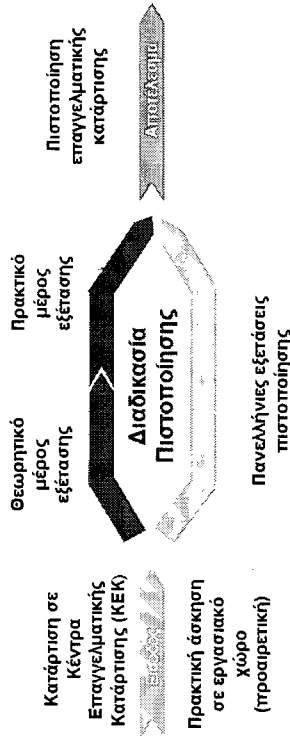 Κατάρτιση σε
Κέντρα
Επαγγελματικής
Κατάρτισης (ΚΕΚ)
Πρακτική άσκηση
σε εργασιακό
χώρο
(προαιρετική)
Θεωρητικό
μέρος
εξέτασης
Πρακτικό
μέρος
εξέτασης
Διαδικασία
Πιστοποίησης
Πανελλήνιες εξετάσεις
πιστοποίησης
Πιστοποίηση
επαγγελματικής
κατάρτισης
Αποτέλεσμα